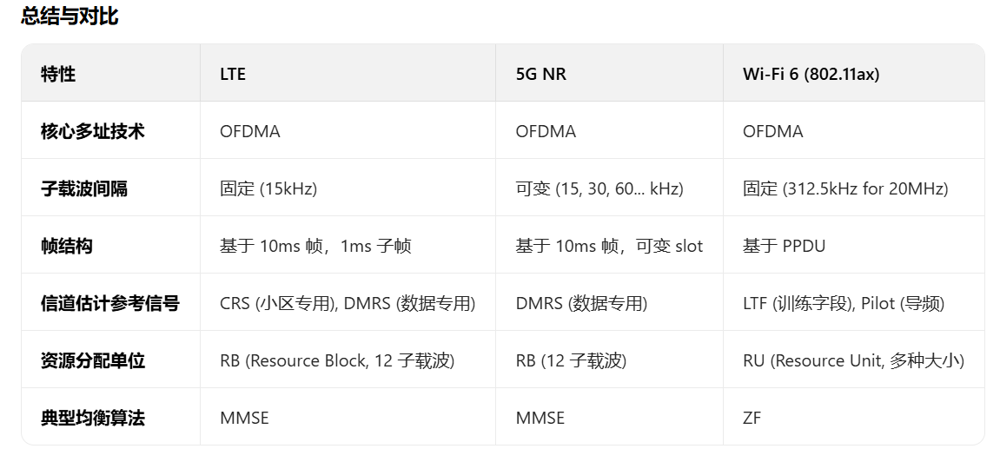 总结与对比
特性 LTE 5G NR Wi-Fi 6 (802.11ax)
核心多址技术 OFDMA OFDMA OFDMA
子载波间隔 固定 (15kHz) 可变 (15, 30, 60... kHz) 固定 (312.5kHz for 20MHz)
帧结构 基于 10ms 帧，1ms 子帧 基于 10ms 帧，可变 slot 基于 PPDU
信道估计参考信号 CRS (小区专用), DMRS (数据专用) DMRS (数据专用) LTF (训练字段), Pilot (导频)
资源分配单位 RB (Resource Block, 12 子载波) RB (12 子载波) RU (Resource Unit, 多种大小)
典型均衡算法 MMSE MMSE ZF